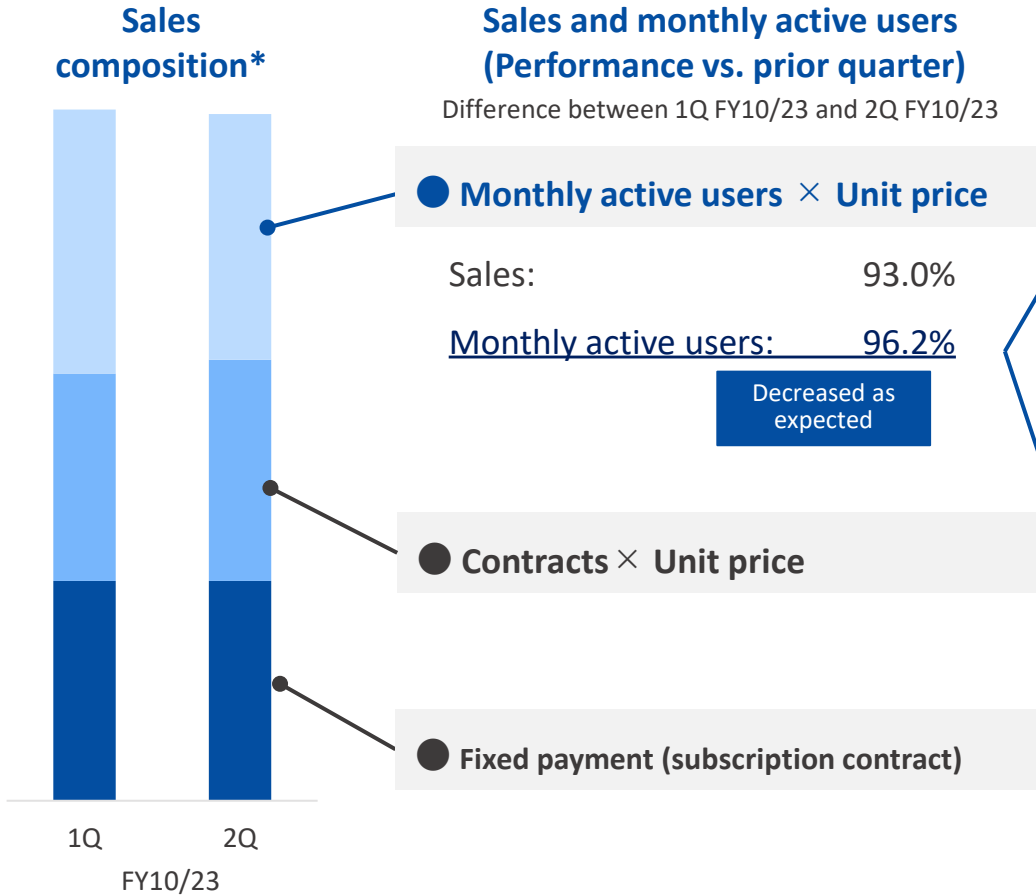 Sales
composition*
Sales and monthly active users
(Performance vs. prior quarter)
Difference between 1Q FY10/23 and 2Q FY10/23
● Monthly active users × Unit price
Sales: 93.0%
Monthly active users: 96.2%
Decreased as
expected
● Contracts × Unit price
● Fixed payment (subscription contract)
1Q 2Q
FY10/23